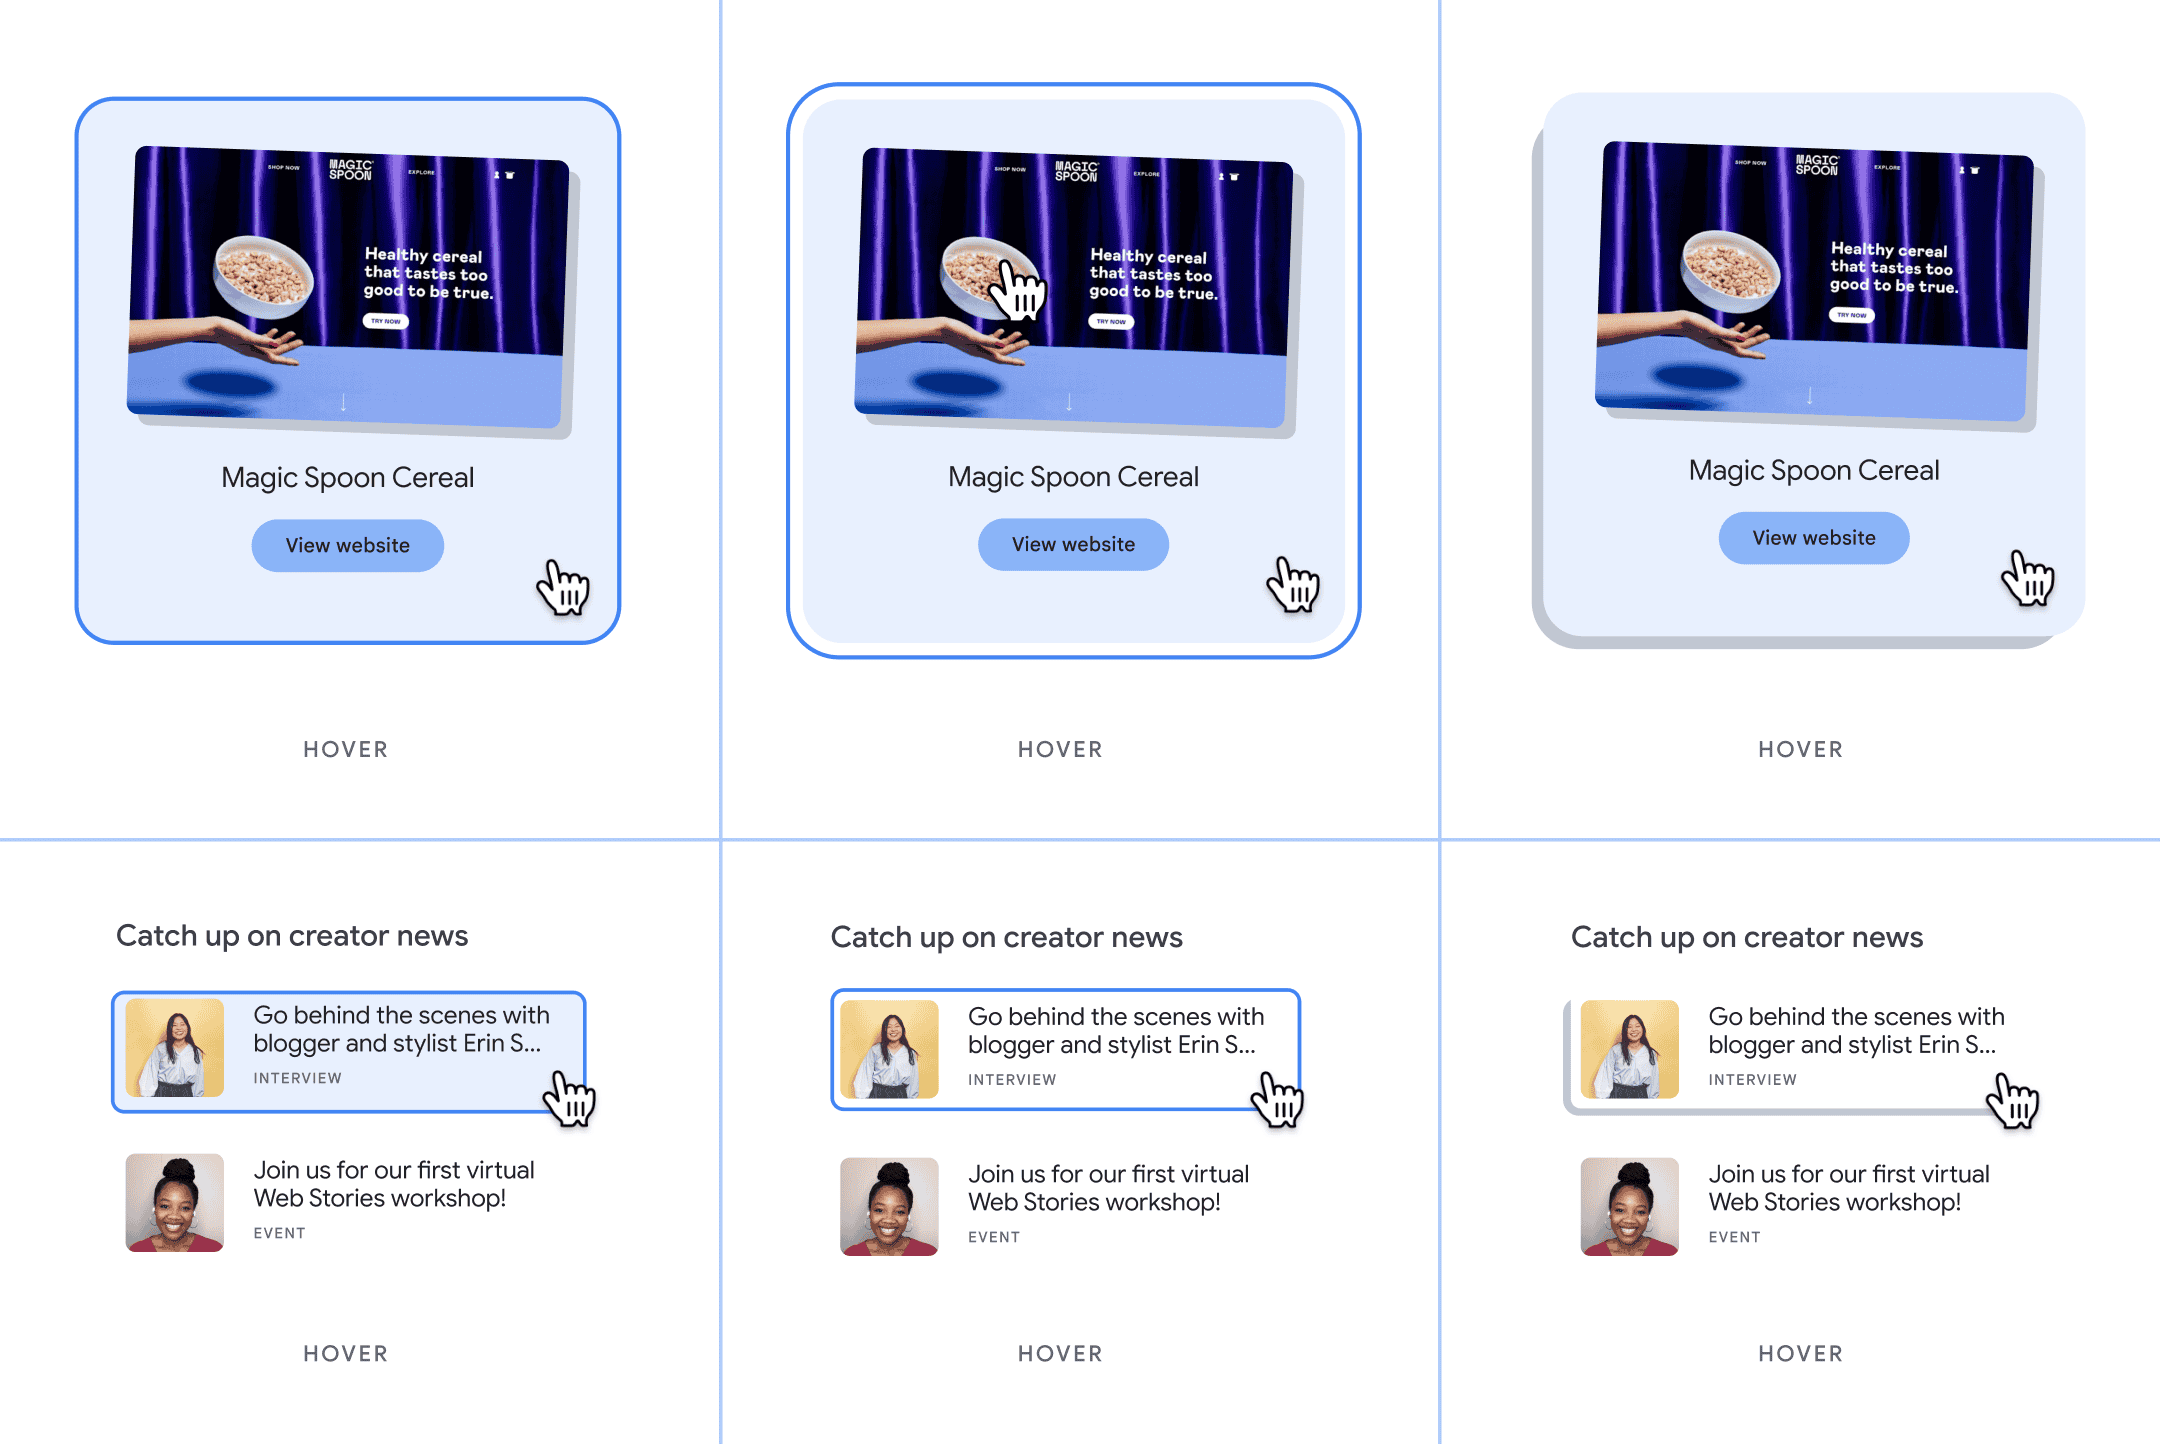 SHOP NOW
MAGIC
SPOON
EXPLORE
Healthy cereal
that tastes too
good to be true.
TRY NOW
Magic Spoon Cereal
View website
HOVER
SHOP NOW
MAGIC
SPOON
EXPLORE
Healthy cereal
that tastes too
good to be true.
TRY NOW
Magic Spoon Cereal
View website
HOVER
SHOP NOW
MAGIC
SPOON
EXPLORE
Healthy cereal
that tastes too
good to be true.
TRY NOW
Magic Spoon Cereal
View website
HOVER
Catch up on creator news
Go behind the scenes with
blogger and stylist Erin S...
INTERVIEW
Join us for our first virtual
Web Stories workshop!
EVENT
HOVER
Catch up on creator news
Go behind the scenes with
blogger and stylist Erin S...
INTERVIEW
Join us for our first virtual
Web Stories workshop!
EVENT
HOVER
Catch up on creator news
Go behind the scenes with
blogger and stylist Erin S...
INTERVIEW
Join us for our first virtual
Web Stories workshop!
EVENT
HOVER